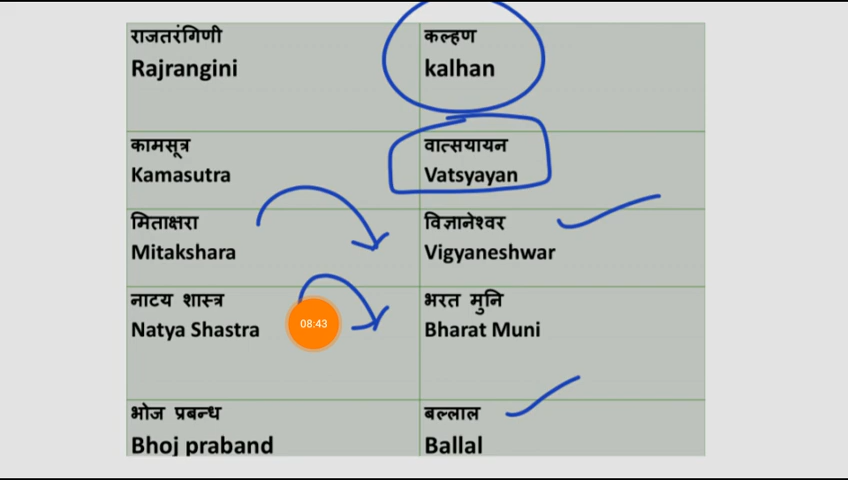 राजतरंगिणी
Rajrangini
कल्हण
kalhan
कामसूत्र
Kamasutra
वात्सयायन
Vatsyayan
मिताक्षरा
Mitakshara
विज्ञानेश्वर
Vigyaneshwar
नाटय शास्त्र
Natya Shastra
08:43
भरत मुनि
Bharat Muni
भोज प्रबन्ध
Bhoj praband
बल्लाल
Ballal